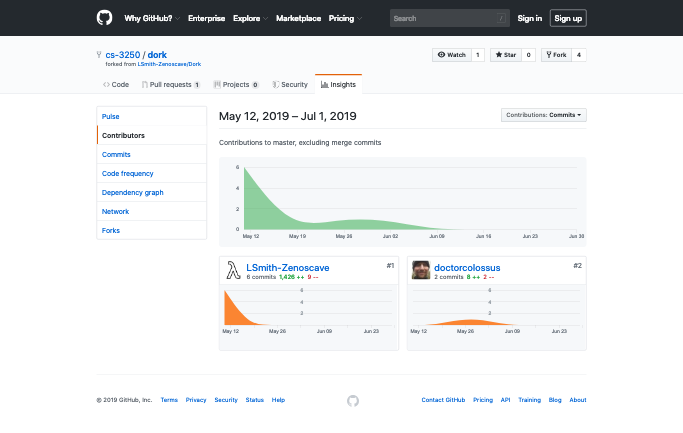 Why GitHub? Enterprise Explore Marketplace Pricing Search / Sign in Sign up
cs-3250 / dork Watch 1 Star 0 Fork 4
forked from LSmith-Zenoscave/Dork
Code Pull requests 1 Projects 0 Security Insights
Pulse
Contributors
Commits
Code frequency
Dependency graph
Network
Forks
May 12, 2019 – Jul 1, 2019 Contributions: Commits
Contributions to master, excluding merge commits
6
4
2
0
May 12 May 19 May 26 Jun 02 Jun 09 Jun 16 Jun 23 Jun 30
LSmith-Zenoscave #1
6 commits 1,426 ++ 9 --
6
4
2
May 12 May 26 Jun 09 Jun 23
doctorcolossus #2
2 commits 8 ++ 2 --
6
4
2
May 12 May 26 Jun 09 Jun 23
© 2019 GitHub, Inc. Terms Privacy Security Status Help Contact GitHub Pricing API Training Blog About